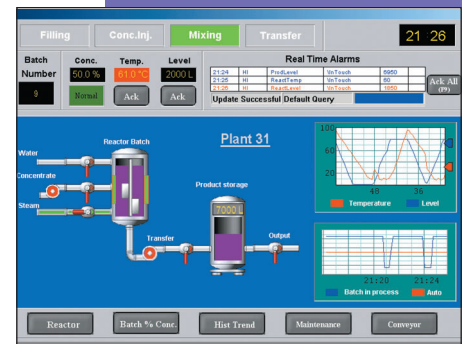 Filling Conc.Inj. Mixing Transfer 21 26
Batch Number
9
Conc. Temp. Level
50.0 % 61.0 °C 2000 L
Normal Ack Ack
Real Time Alarms
21:24 HI ProdLevel VnTouch 6950
21:25 HI ReactTemp VnTouch 60
21:26 HI ReactLevel VnTouch 1950
Update Successful Default Query
Ack All
(F9)
Plant 31
Reactor Batch
Water
Concentrate
Steam
Product storage
7000 L
Transfer
Output
100
20
48 36
Temperature Level
21:20 21:24
Batch in process Auto
Reactor Batch % Conc. Hist Trend Maintenance Conveyor